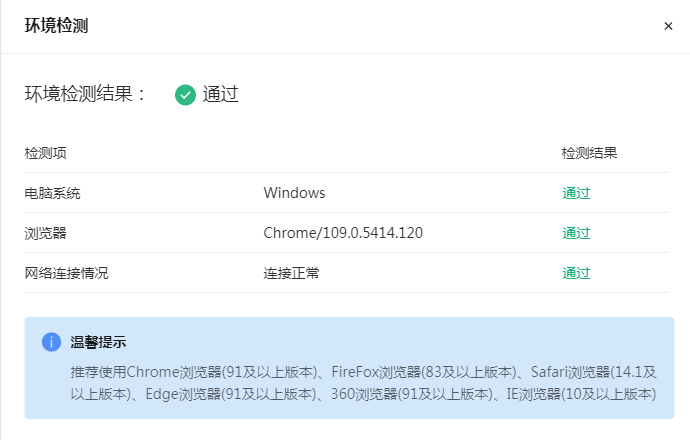 环境检测
×
环境检测结果： 通过
检测项 检测结果
电脑系统 Windows 通过
浏览器 Chrome/109.0.5414.120 通过
网络连接情况 连接正常 通过
温馨提示
推荐使用Chrome浏览器(91及以上版本)、FireFox浏览器(83及以上版本)、Safari浏览器(14.1及
以上版本)、Edge浏览器(91及以上版本)、360浏览器(91及以上版本)、IE浏览器(10及以上版本)